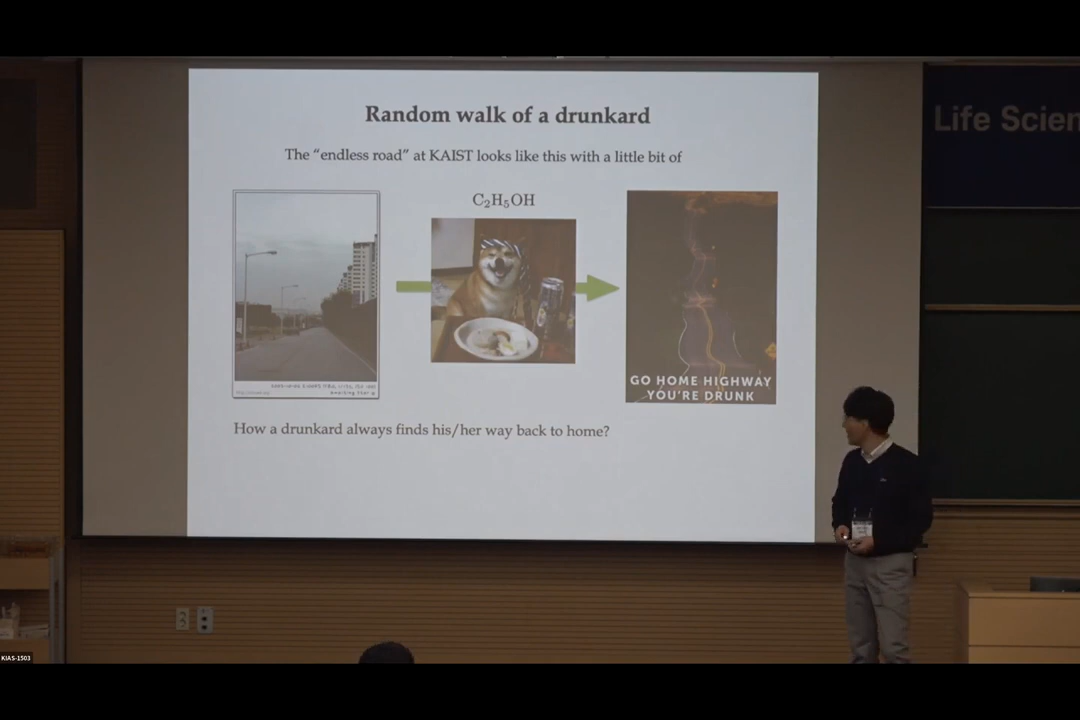 Random walk of a drunkard
The “endless road” at KAIST looks like this with a little bit of
C₂H₅OH
GO HOME HIGHWAY
YOU'RE DRUNK
How a drunkard always finds his/her way back to home?
Life Scien
KIAS-1503